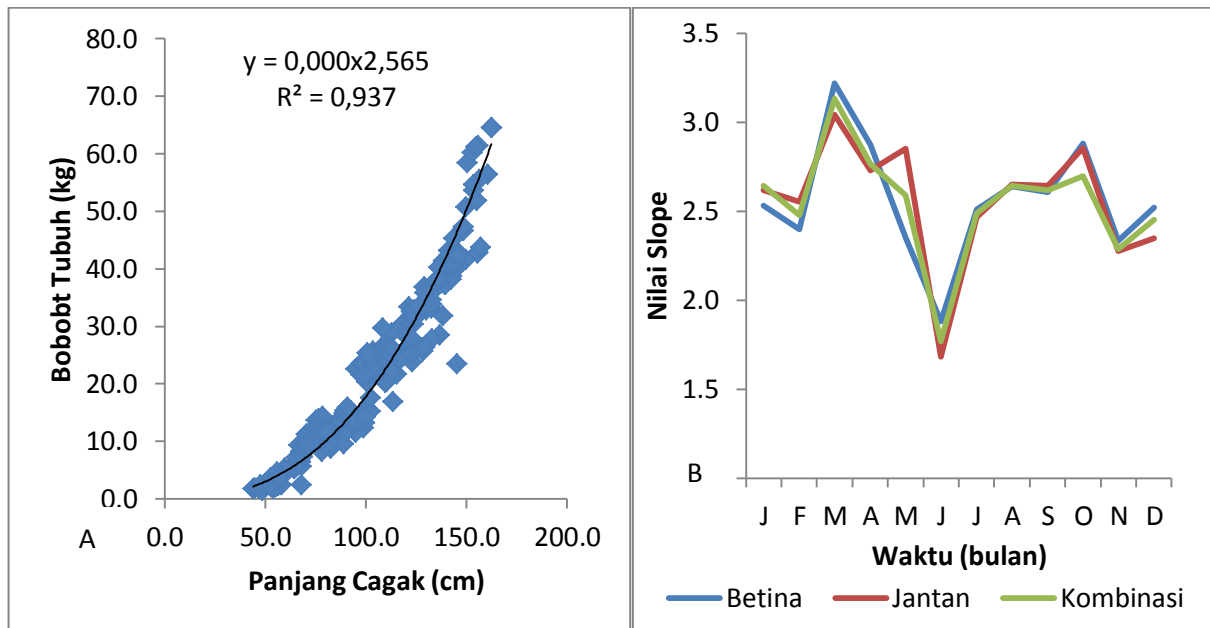 80.0
70.0
60.0
50.0
40.0
30.0
20.0
10.0
0.0
Bobobt Tubuh (kg)
y = 0,000x2,565
R² = 0,937
0.0 50.0 100.0 150.0 200.0
A
Panjang Cagak (cm)
3.5
3.0
2.5
2.0
1.5
Nilai Slope
B
J F M A M J J A S O N D
Waktu (bulan)
Betina Jantan Kombinasi